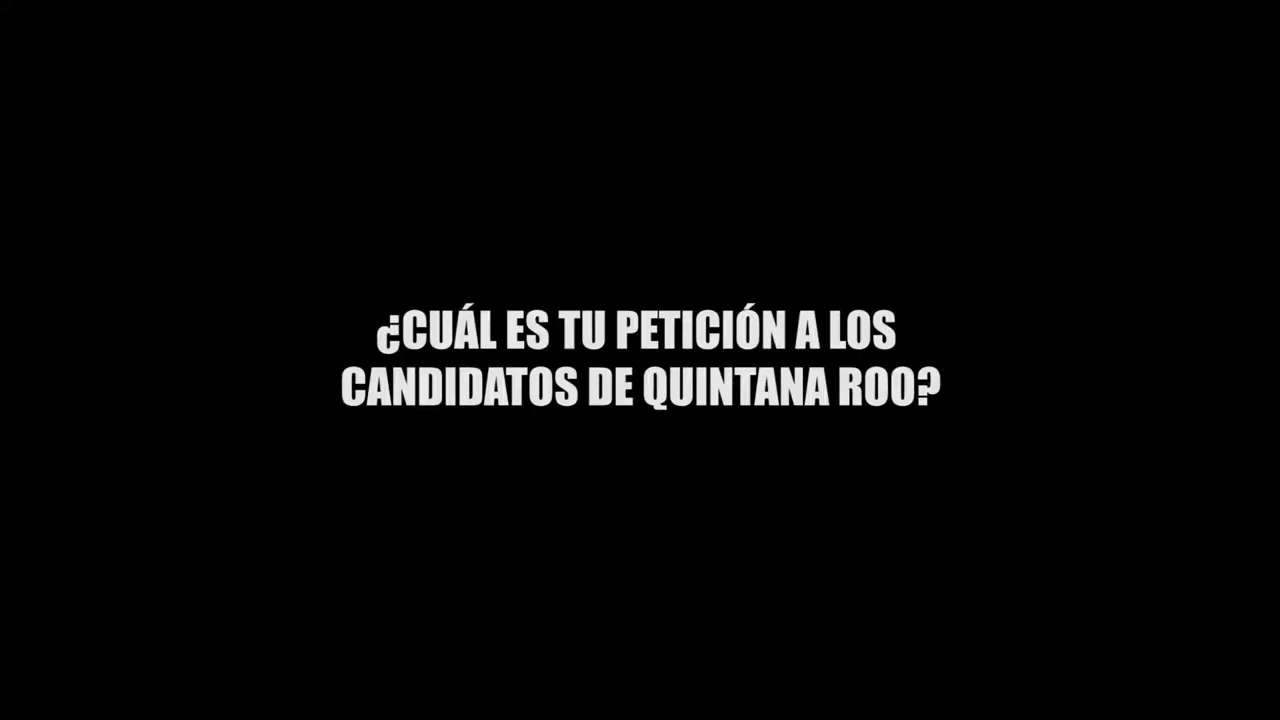 ¿CUÁL ES TU PETICIÓN A LOS
CANDIDATOS DE QUINTANA ROO?